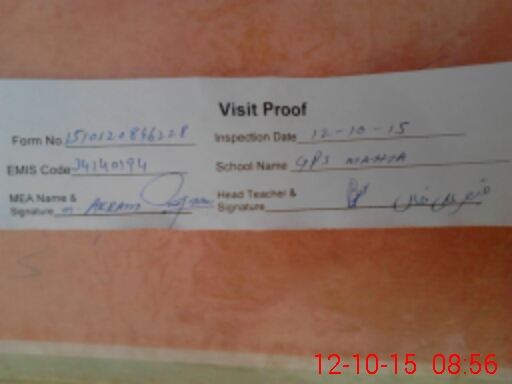 Visit Proof
Form No. 1510120846228 Inspection Date 12-10-15
EMIS Code 34140194 School Name GPS MAHIA
MEA Name & Signature M. AKRAM Head Teacher & Signature
12-10-15 08:56